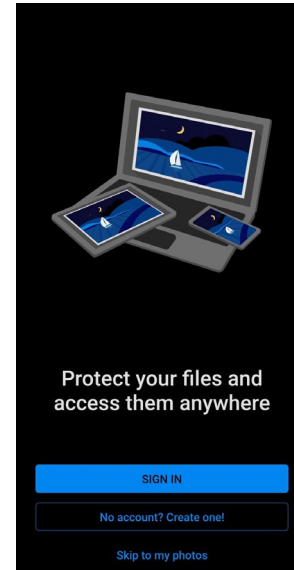 Protect your files and
access them anywhere
SIGN IN
No account? Create one!
Skip to my photos